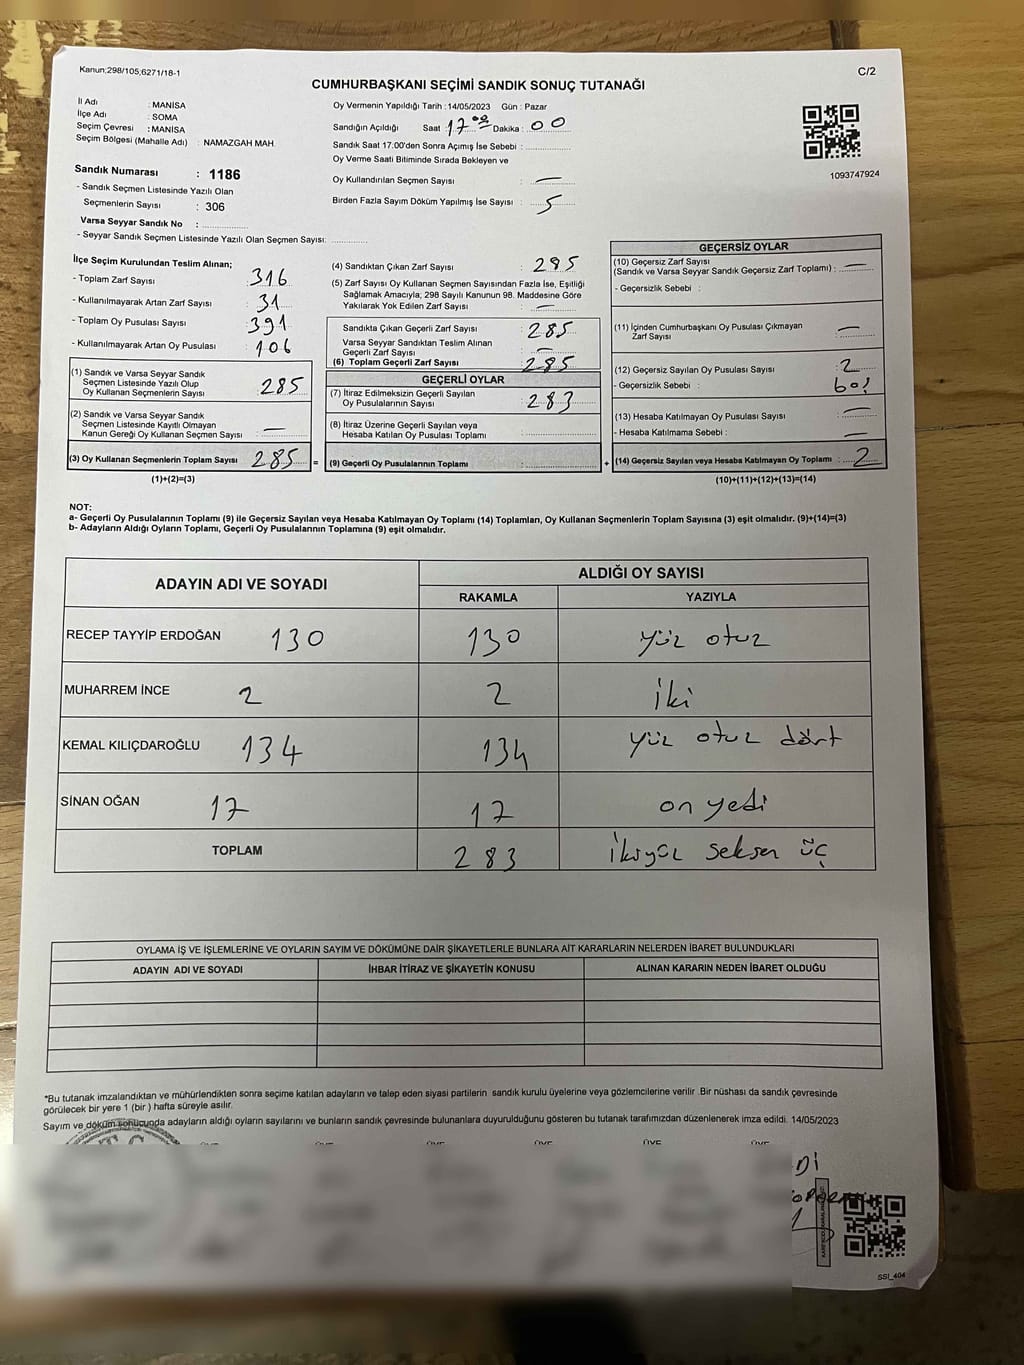 Kanun;298/105;6271/18-1
C/2
CUMHURBAŞKANI SEÇİMİ SANDIK SONUÇ TUTANAĞI
İl Adı : MANİSA
İlçe Adı : SOMA
Seçim Çevresi : MANİSA
Seçim Bölgesi (Mahalle Adı) : NAMAZGAH MAH.
Sandık Numarası : 1186
- Sandık Seçmen Listesinde Yazılı Olan
Seçmenlerin Sayısı : 306
Varsa Seyyar Sandık No :
- Seyyar Sandık Seçmen Listesinde Yazılı Olan Seçmen Sayısı:
Oy Vermenin Yapıldığı Tarih : 14/05/2023 Gün : Pazar
Sandığın Açıldığı Saat : 17 00 Dakika : 00
Sandık Saat 17.00'den Sonra Açımış İse Sebebi :
Oy Verme Saati Bitiminde Sırada Bekleyen ve
Oy Kullandırılan Seçmen Sayısı : —
Birden Fazla Sayım Döküm Yapılmış İse Sayısı : 5
1093747924
İlçe Seçim Kurulundan Teslim Alınan;
- Toplam Zarf Sayısı : 316
- Kullanılmayarak Artan Zarf Sayısı : 31
- Toplam Oy Pusulası Sayısı : 391
- Kullanılmayarak Artan Oy Pusulası : 106
(1) Sandık ve Varsa Seyyar Sandık
Seçmen Listesinde Yazılı Olup
Oy Kullanan Seçmenlerin Sayısı : 285
(2) Sandık ve Varsa Seyyar Sandık
Seçmen Listesinde Kayıtlı Olmayan
Kanun Gereği Oy Kullanan Seçmen Sayısı : —
(3) Oy Kullanan Seçmenlerin Toplam Sayısı : 285 =
(1)+(2)=(3)
(4) Sandıktan Çıkan Zarf Sayısı : 285
(5) Zarf Sayısı Oy Kullanan Seçmen Sayısından Fazla İse, Eşitliği
Sağlamak Amacıyla; 298 Sayılı Kanunun 98. Maddesine Göre
Yakılarak Yok Edilen Zarf Sayısı : —
Sandıkta Çıkan Geçerli Zarf Sayısı : 285
Varsa Seyyar Sandıktan Teslim Alınan
Geçerli Zarf Sayısı : —
(6) Toplam Geçerli Zarf Sayısı : 285
GEÇERLİ OYLAR
(7) İtiraz Edilmeksizin Geçerli Sayılan
Oy Pusulalarının Sayısı : 283
(8) İtiraz Üzerine Geçerli Sayılan veya
Hesaba Katılan Oy Pusulası Toplamı :
(9) Geçerli Oy Pusulalarının Toplamı : +
GEÇERSİZ OYLAR
(10) Geçersiz Zarf Sayısı
(Sandık ve Varsa Seyyar Sandık Geçersiz Zarf Toplamı) : —
- Geçersizlik Sebebi :
(11) İçinden Cumhurbaşkanı Oy Pusulası Çıkmayan
Zarf Sayısı : —
(12) Geçersiz Sayılan Oy Pusulası Sayısı : 2
- Geçersizlik Sebebi :
(13) Hesaba Katılmayan Oy Pusulası Sayısı : —
- Hesaba Katılmama Sebebi : —
(14) Geçersiz Sayılan veya Hesaba Katılmayan Oy Toplamı : 2
(10)+(11)+(12)+(13)=(14)
NOT:
a- Geçerli Oy Pusulalarının Toplamı (9) ile Geçersiz Sayılan veya Hesaba Katılmayan Oy Toplamı (14) Toplamları, Oy Kullanan Seçmenlerin Toplam Sayısına (3) eşit olmalıdır. (9)+(14)=(3)
b- Adayların Aldığı Oyların Toplamı, Geçerli Oy Pusulalarının Toplamına (9) eşit olmalıdır.
ADAYIN ADI VE SOYADI ALDIĞI OY SAYISI
RAKAMLA YAZIYLA
RECEP TAYYİP ERDOĞAN 130 130 yüz otuz
MUHARREM İNCE 2 2 iki
KEMAL KILIÇDAROĞLU 134 134 yüz otuz dört
SİNAN OĞAN 17 17 on yedi
TOPLAM 283 ikiyüz seksen üç
OYLAMA İŞ VE İŞLEMLERİNE VE OYLARIN SAYIM VE DÖKÜMÜNE DAİR ŞİKAYETLERLE BUNLARA AİT KARARLARIN NELERDEN İBARET BULUNDUKLARI
ADAYIN ADI VE SOYADI İHBAR İTİRAZ VE ŞİKAYETİN KONUSU ALINAN KARARIN NEDEN İBARET OLDUĞU
*Bu tutanak imzalandıktan ve mühürlendikten sonra seçime katılan adayların ve talep eden siyasi partilerin sandık kurulu üyelerine veya gözlemcilerine verilir .Bir nüshası da sandık çevresinde
görülecek bir yere 1 (bir ) hafta süreyle asılır.
Sayım ve döküm sonucunda adayların aldığı oyların sayılarını ve bunların sandık çevresinde bulunanlara duyurulduğunu gösteren bu tutanak tarafımızdan düzenlenerek imza edildi. 14/05/2023
ÜYE ÜYE ÜYE ÜYE ÜYE
SSİ_404